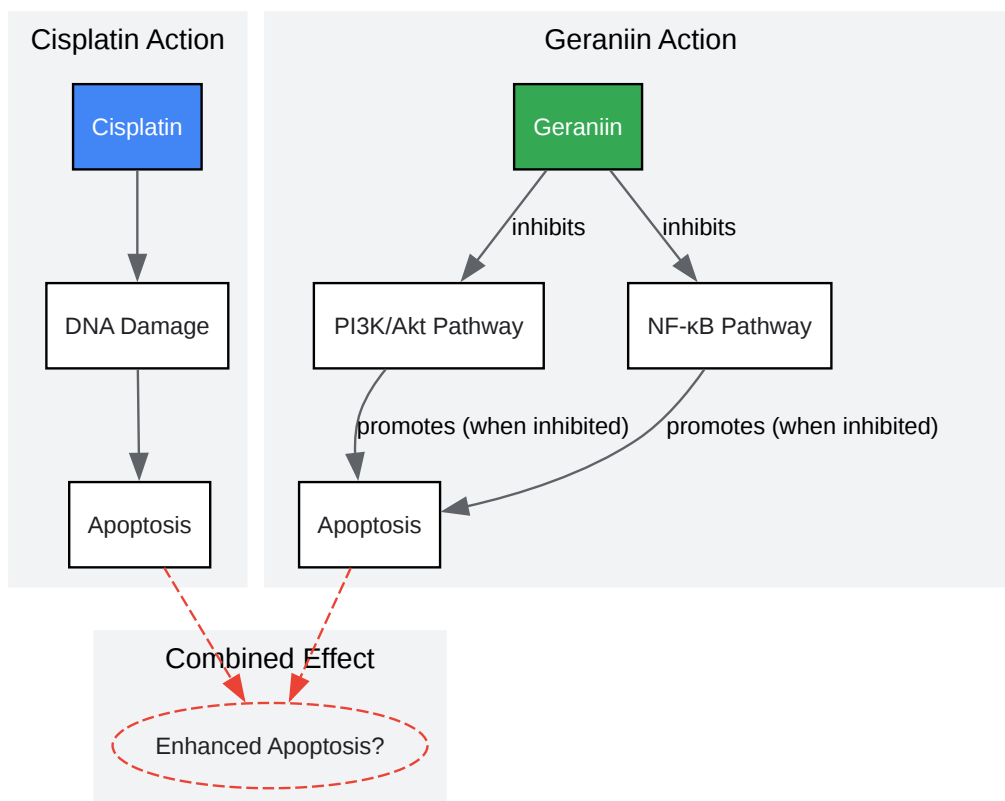 Cisplatin Action
Geraniin Action
Cisplatin
Geraniin
inhibits
inhibits
DNA Damage
PI3K/Akt Pathway
NF-κB Pathway
promotes (when inhibited)
promotes (when inhibited)
Apoptosis
Apoptosis
Combined Effect
Enhanced Apoptosis?